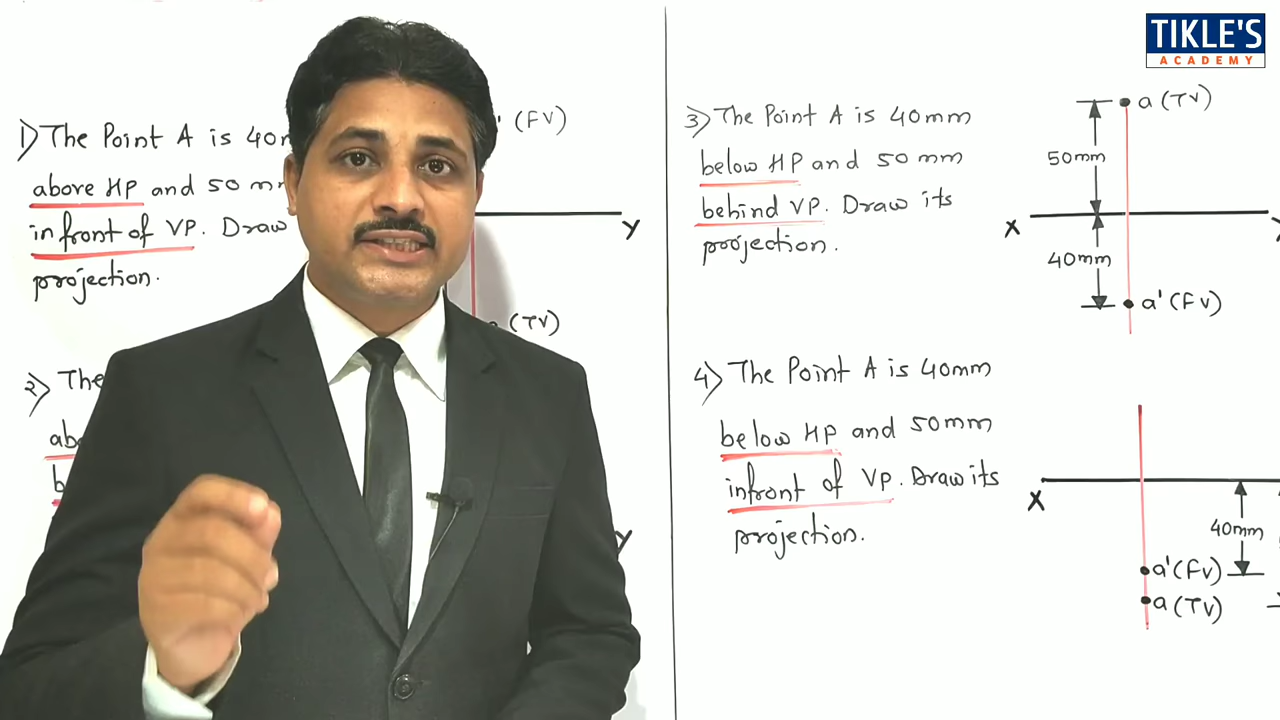 TIKLE'S
ACADEMY
1) The Point A is
above HP and 50
in front of VP. Draw
projection.
(FV)
Y
(TV)
2) The
Y
3) The Point A is 40mm
below HP and 50 mm
behind VP. Draw its
projection.
a (TV)
50mm
X
40mm
a' (FV)
4) The Point A is 40mm
below HP and 50mm
infront of VP. Draw its
projection.
X
40mm
a' (FV)
a (TV)